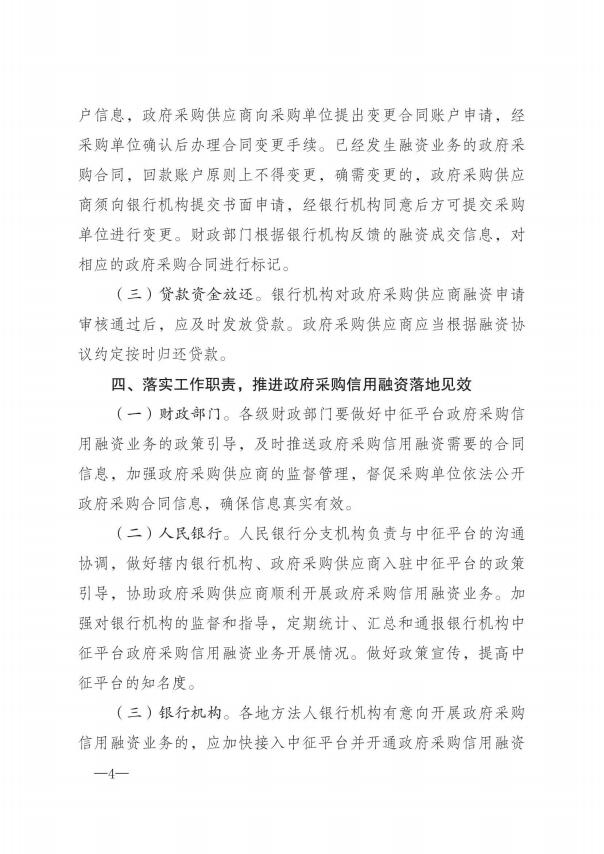 户信息，政府采购供应商向采购单位提出变更合同账户申请，经
采购单位确认后办理合同变更手续。已经发生融资业务的政府采
购合同，回款账户原则上不得变更，确需变更的，政府采购供应
商须向银行机构提交书面申请，经银行机构同意后方可提交采购
单位进行变更。财政部门根据银行机构反馈的融资成交信息，对
相应的政府采购合同进行标记。
（三）贷款资金放还。银行机构对政府采购供应商融资申请
审核通过后，应及时发放贷款。政府采购供应商应当根据融资协
议约定按时归还贷款。
四、落实工作职责，推进政府采购信用融资落地见效
（一）财政部门。各级财政部门要做好中征平台政府采购信
用融资业务的政策引导，及时推送政府采购信用融资需要的合同
信息，加强政府采购供应商的监督管理，督促采购单位依法公开
政府采购合同信息，确保信息真实有效。
（二）人民银行。人民银行分支机构负责与中征平台的沟通
协调，做好辖内银行机构、政府采购供应商入驻中征平台的政策
引导，协助政府采购供应商顺利开展政府采购信用融资业务。加
强对银行机构的监督和指导，定期统计、汇总和通报银行机构中
征平台政府采购信用融资业务开展情况。做好政策宣传，提高中
征平台的知名度。
（三）银行机构。各地方法人银行机构有意向开展政府采购
信用融资业务的，应加快接入中征平台并开通政府采购信用融资
—4—